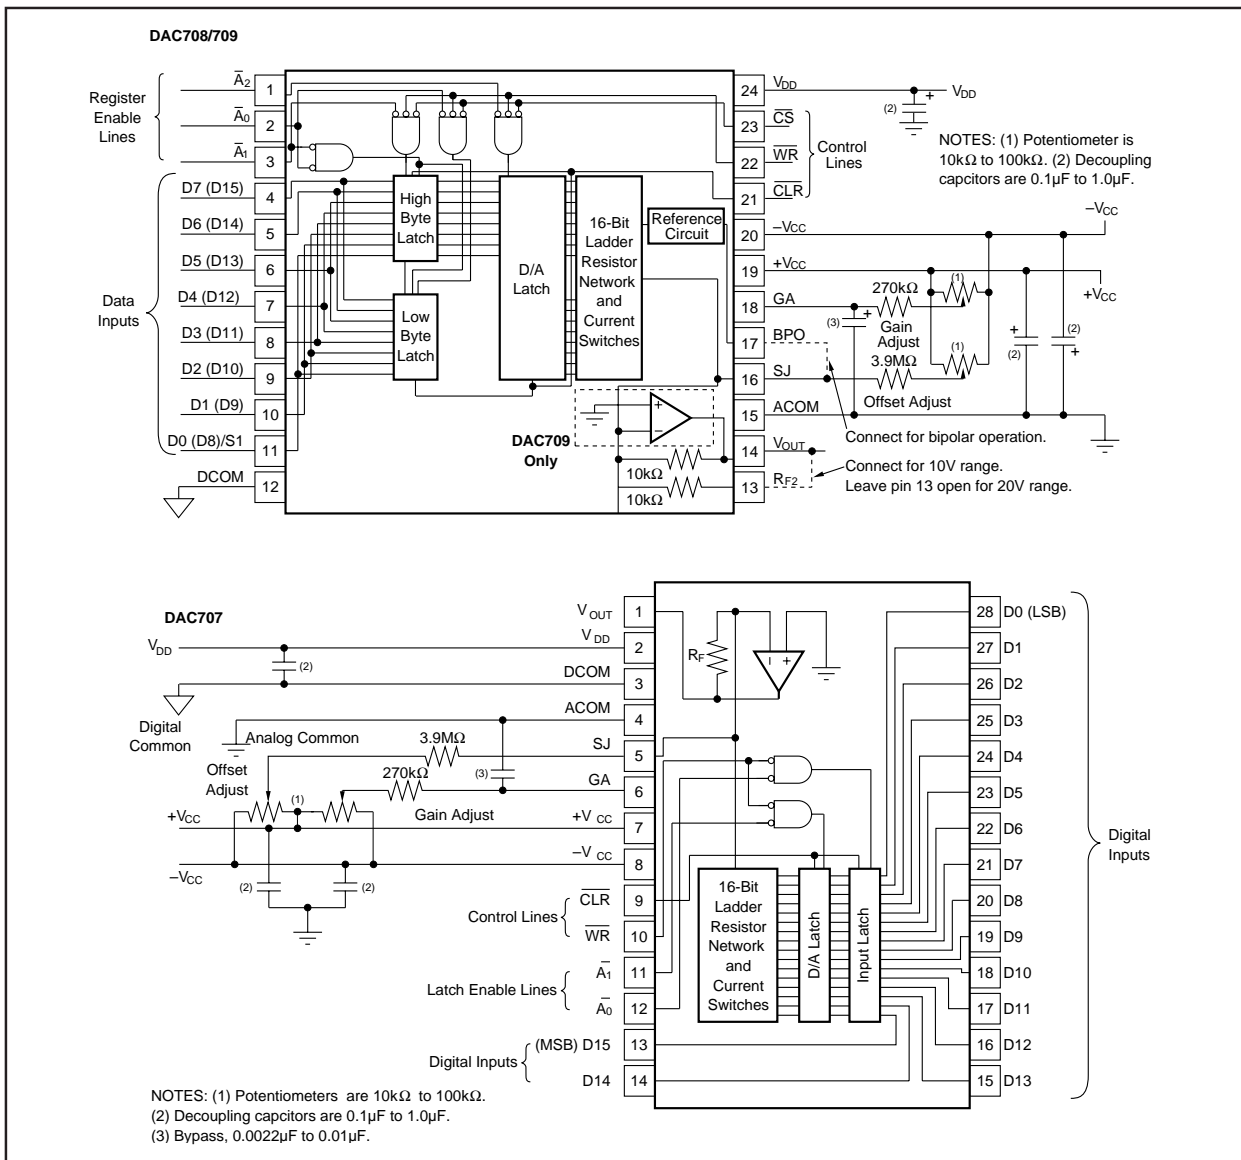 DAC708/709
Register
Enable
Lines
A̅2
1
A̅0
2
A̅1
3
Data
Inputs
D7 (D15)
4
D6 (D14)
5
D5 (D13)
6
D4 (D12)
7
D3 (D11)
8
D2 (D10)
9
D1 (D9)
10
D0 (D8)/S1
11
DCOM
12
High
Byte
Latch
Low
Byte
Latch
D/A
Latch
16-Bit
Ladder
Resistor
Network
and
Current
Switches
Reference
Circuit
DAC709
Only
+
–
10kΩ
10kΩ
24
VDD
(2)
+
VDD
23
C̅S̅
22
W̅R̅
21
C̅L̅R̅
Control
Lines
NOTES: (1) Potentiometer is
10kΩ to 100kΩ. (2) Decoupling
capcitors are 0.1µF to 1.0µF.
20
–VCC
–VCC
19
+VCC
+VCC
18
GA
270kΩ
(1)
(3)
+
Gain
Adjust
17
BPO
3.9MΩ
(1)
+
(2)
(2)
+
16
SJ
Offset Adjust
15
ACOM
Connect for bipolar operation.
14
VOUT
Connect for 10V range.
Leave pin 13 open for 20V range.
13
RF2
DAC707
VOUT
1
VDD
VDD
2
(2)
DCOM
3
Digital
Common
ACOM
4
Analog Common
3.9MΩ
SJ
5
Offset
Adjust
270kΩ
(3)
GA
6
(1)
Gain Adjust
+VCC
+VCC
7
–VCC
–VCC
8
(2)
(2)
Control Lines
C̅L̅R̅
9
W̅R̅
10
Latch Enable Lines
A̅1
11
A̅0
12
Digital Inputs
(MSB) D15
13
D14
14
RF
–
+
16-Bit
Ladder
Resistor
Network
and
Current
Switches
D/A Latch
Input Latch
28 D0 (LSB)
27 D1
26 D2
25 D3
24 D4
23 D5
22 D6
21 D7
20 D8
19 D9
18 D10
17 D11
16 D12
15 D13
Digital
Inputs
NOTES: (1) Potentiometers are 10kΩ to 100kΩ.
(2) Decoupling capcitors are 0.1µF to 1.0µF.
(3) Bypass, 0.0022µF to 0.01µF.